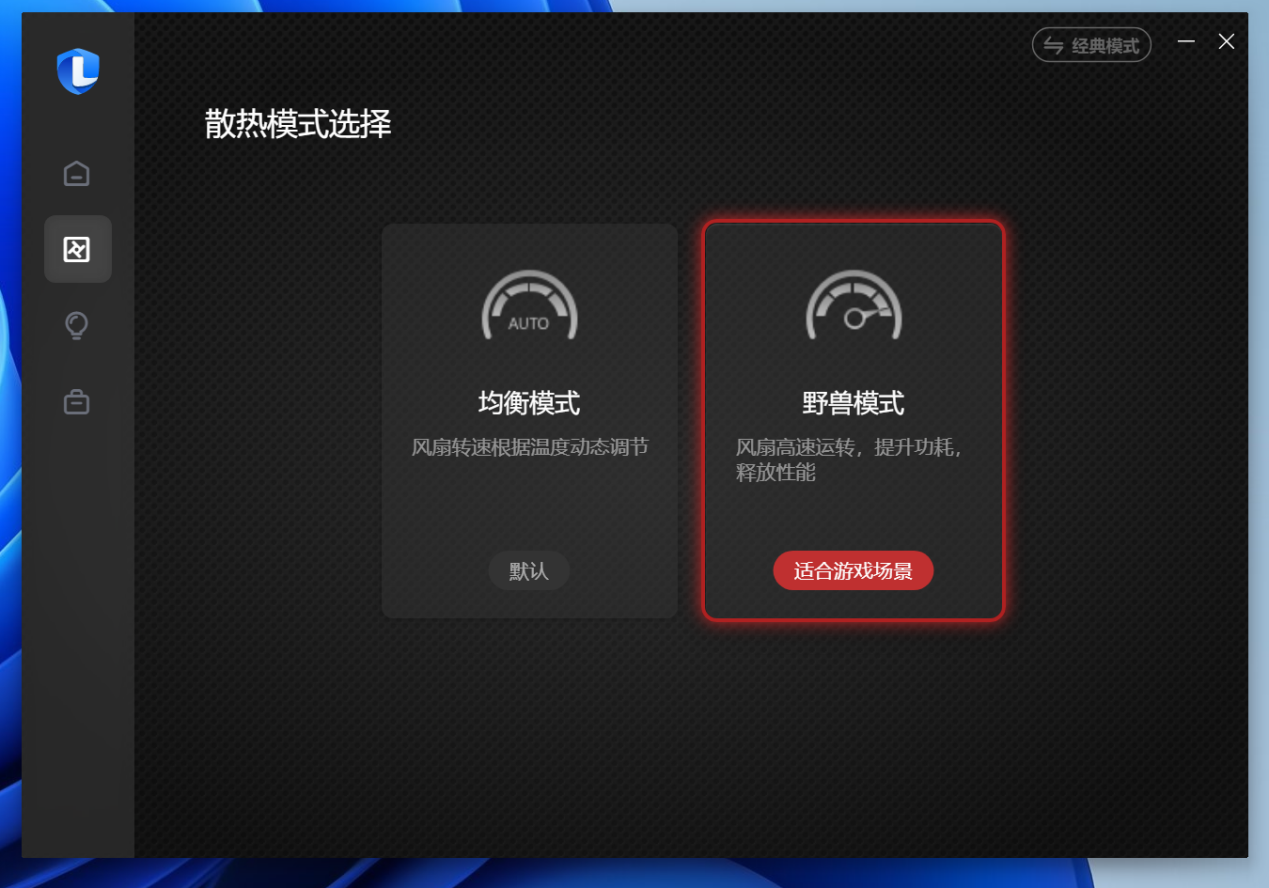 经典模式
散热模式选择
AUTO
均衡模式
风扇转速根据温度动态调节
默认
野兽模式
风扇高速运转，提升功耗，
释放性能
适合游戏场景